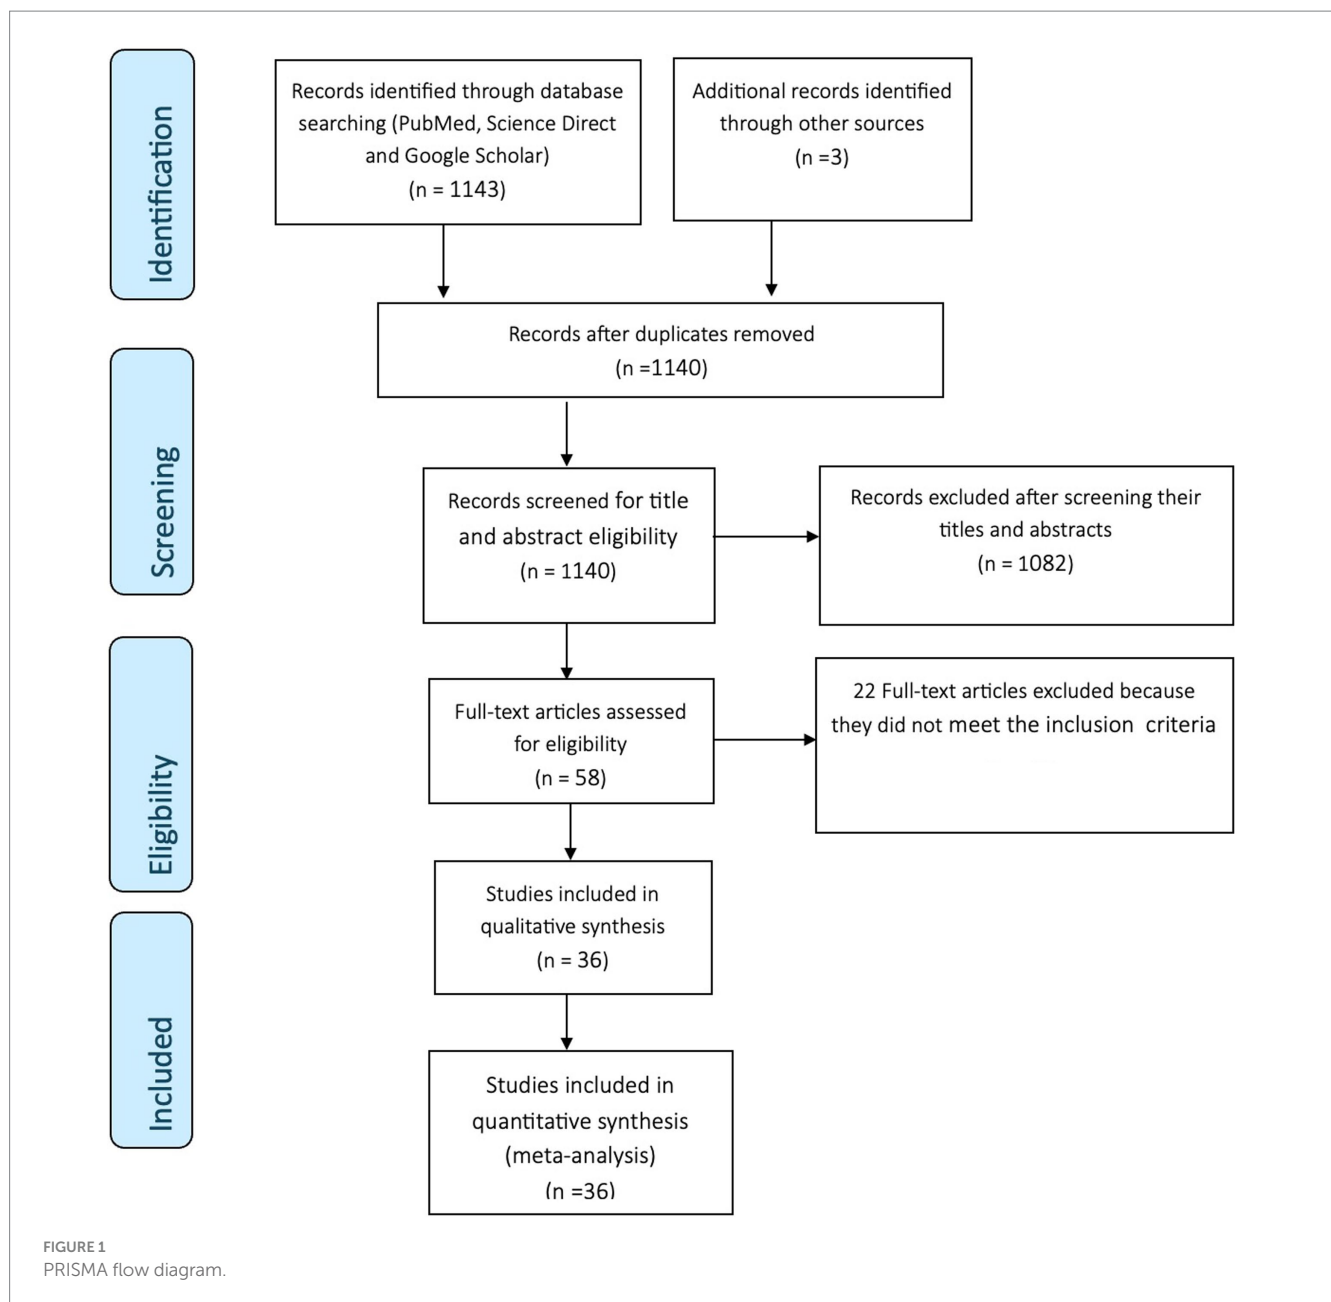 Identification
Records identified through database
searching (PubMed, Science Direct
and Google Scholar)
(n = 1143)
Additional records identified
through other sources
(n =3)
Records after duplicates removed
(n =1140)
Screening
Records screened for title
and abstract eligibility
(n = 1140)
Records excluded after screening their
titles and abstracts
(n = 1082)
Eligibility
Full-text articles assessed
for eligibility
(n = 58)
22 Full-text articles excluded because
they did not meet the inclusion criteria
Studies included in
qualitative synthesis
(n = 36)
Included
Studies included in
quantitative synthesis
(meta-analysis)
(n =36)
FIGURE 1
PRISMA flow diagram.